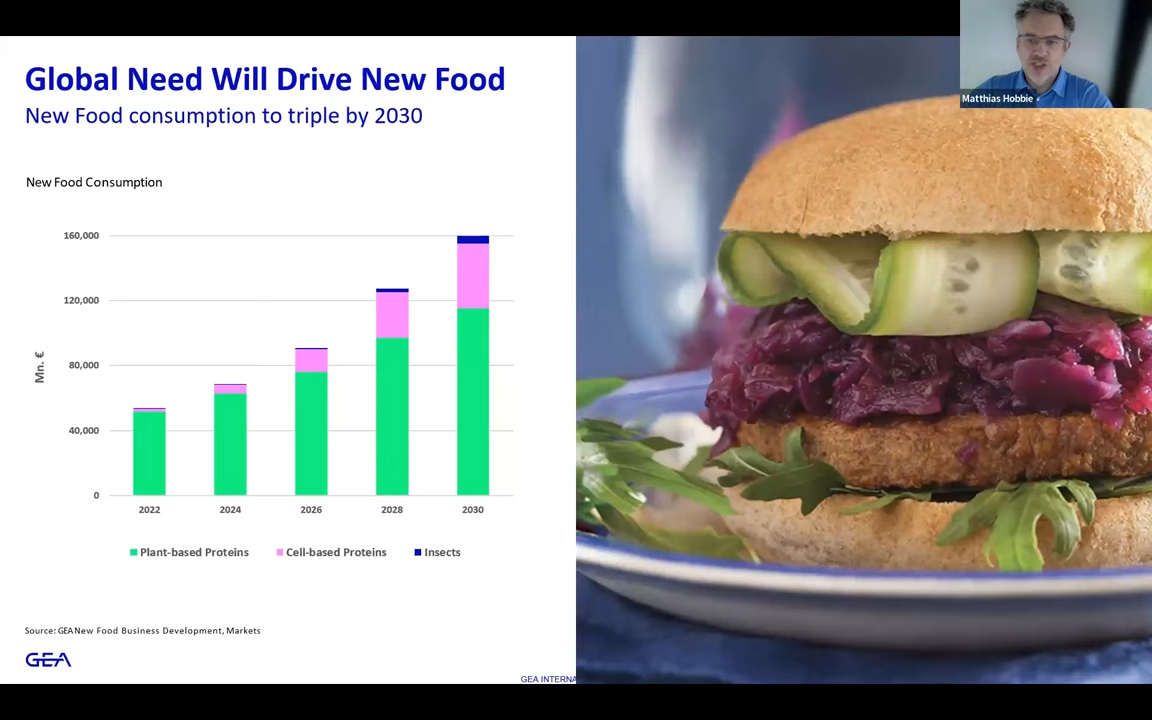 Matthias Hobbie
Global Need Will Drive New Food
New Food consumption to triple by 2030
New Food Consumption
160,000
120,000
80,000
40,000
0
Mn. €
2022 2024 2026 2028 2030
Plant-based Proteins Cell-based Proteins Insects
Source: GEA New Food Business Development, Markets
GEA
GEA INTERNA